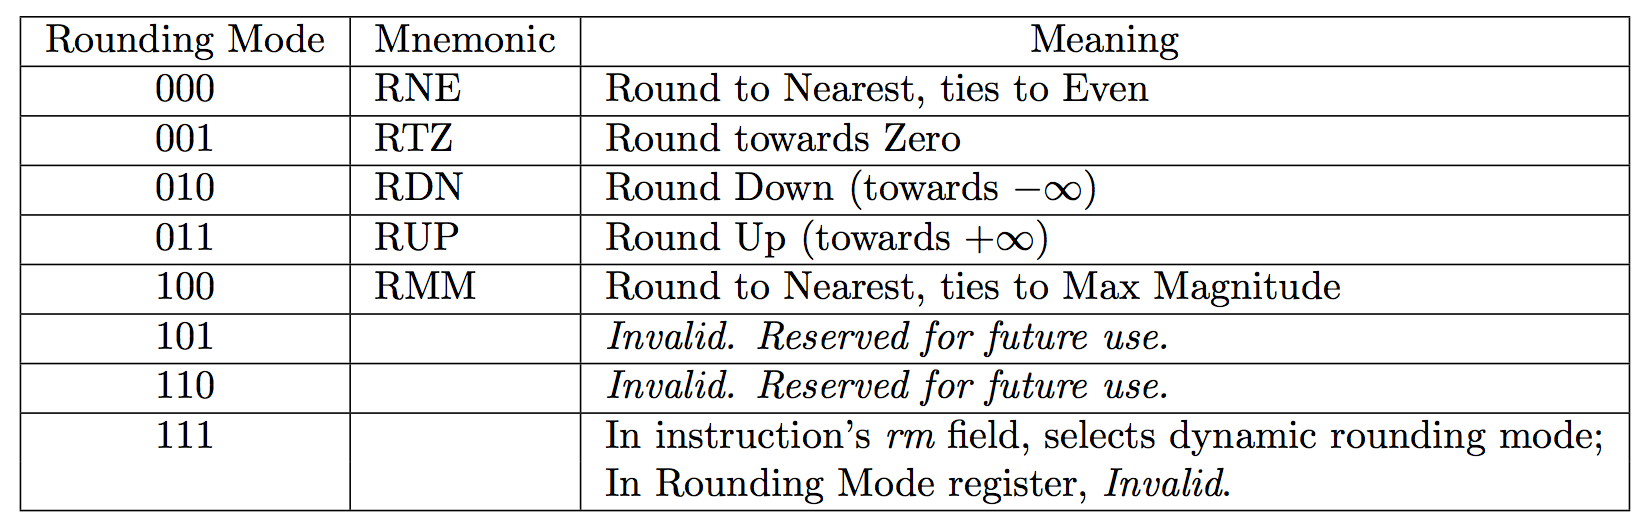 Rounding Mode Mnemonic Meaning
000 RNE Round to Nearest, ties to Even
001 RTZ Round towards Zero
010 RDN Round Down (towards −∞)
011 RUP Round Up (towards +∞)
100 RMM Round to Nearest, ties to Max Magnitude
101 Invalid. Reserved for future use.
110 Invalid. Reserved for future use.
111 In instruction's rm field, selects dynamic rounding mode;
In Rounding Mode register, Invalid.